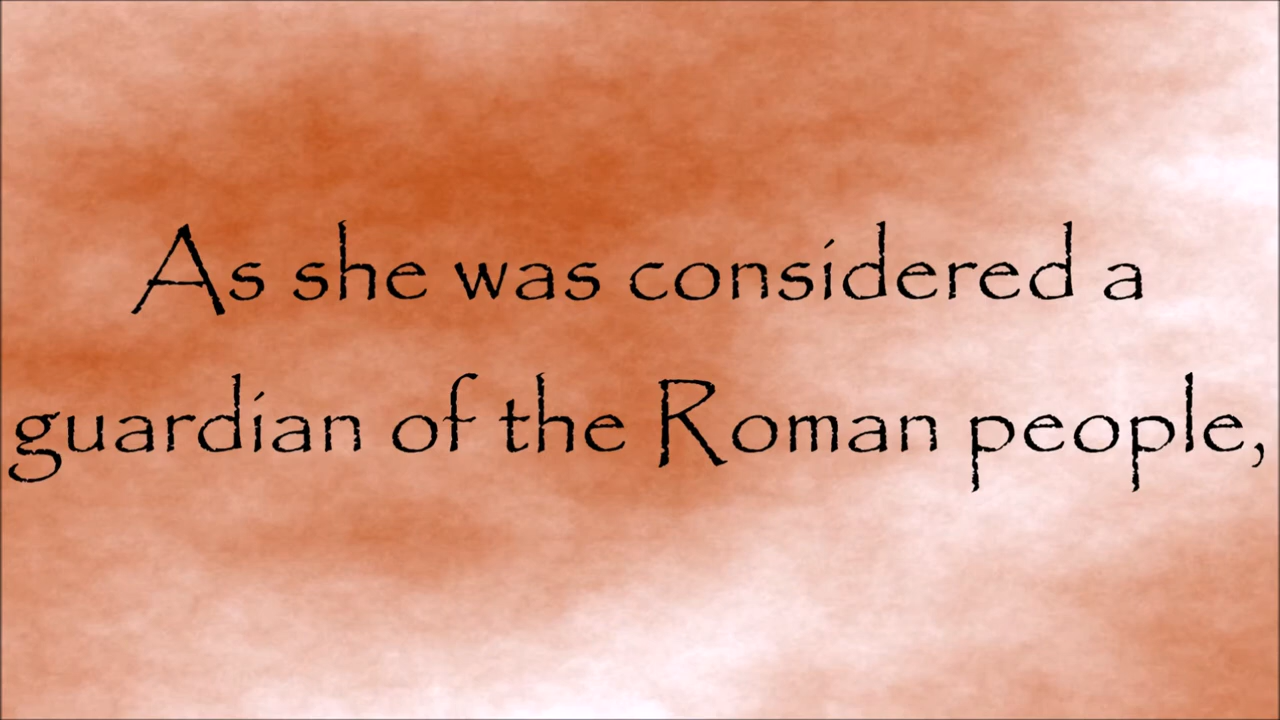 As she was considered a
guardian of the Roman people,